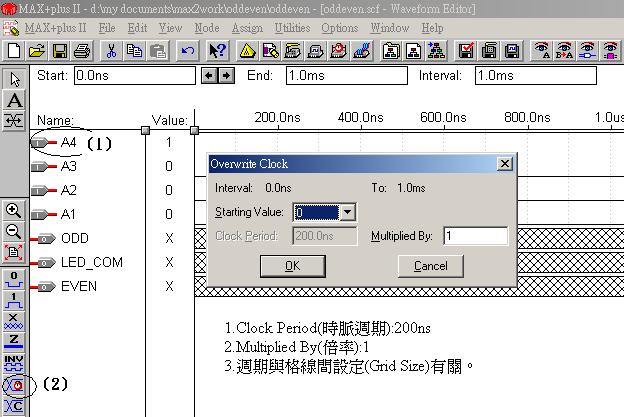 MAX+plus II - d:\my documents\max2work\oddeven\oddeven - [oddeven.scf - Waveform Editor]
MAX+plus II File Edit View Node Assign Utilities Options Window Help
Start: 0.0ns End: 1.0ms Interval: 1.0ms
Name: Value: 200.0ns 400.0ns 600.0ns 800.0ns 1.0us
A4 (1) 1
A3 0
A2 0
A1 0
ODD X
LED_COM X
EVEN X
Overwrite Clock
Interval: 0.0ns To: 1.0ms
Starting Value: 0
Clock Period: 200.0ns Multiplied By: 1
OK Cancel
1.Clock Period(時脈週期):200ns
2.Multiplied By(倍率):1
3.週期與格線間設定(Grid Size)有關。
(2)